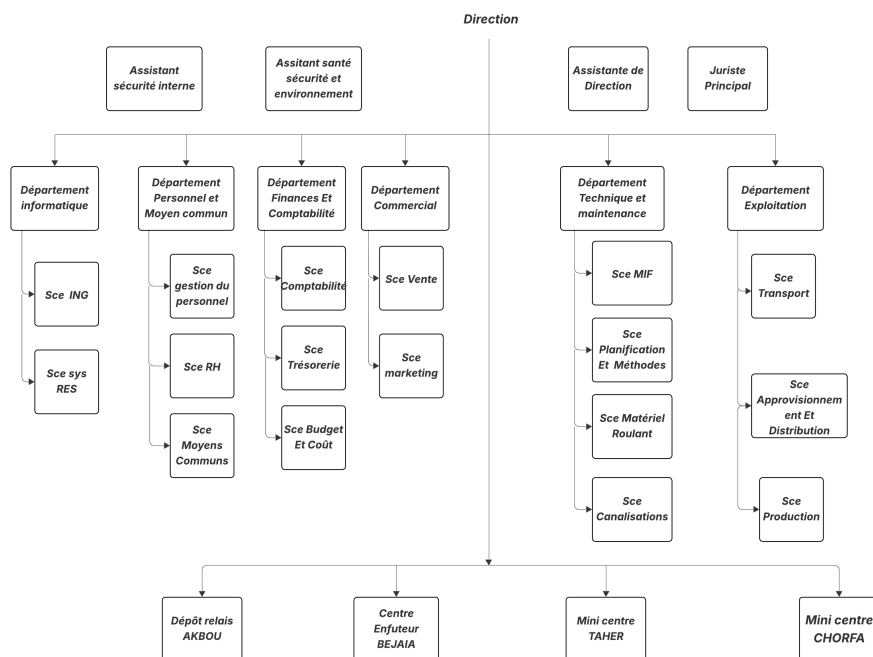 Direction
Assistant
sécurité interne
Assitant santé
sécurité et
environnement
Assistante de
Direction
Juriste
Principal
Département
informatique
Département
Personnel et
Moyen commun
Département
Finances Et
Comptabilité
Département
Commercial
Département
Technique et
maintenance
Département
Exploitation
Sce ING
Sce sys
RES
Sce
gestion du
personnel
Sce RH
Sce
Moyens
Communs
Sce
Comptabilité
Sce
Trésorerie
Sce Budget
Et Coût
Sce Vente
Sce
marketing
Sce MIF
Sce
Planification
Et Méthodes
Sce Matériel
Roulant
Sce
Canalisations
Sce
Transport
Sce
Approvisionnem
ent Et
Distribution
Sce
Production
Dépôt relais
AKBOU
Centre
Enfuteur
BEJAIA
Mini centre
TAHER
Mini centre
CHORFA